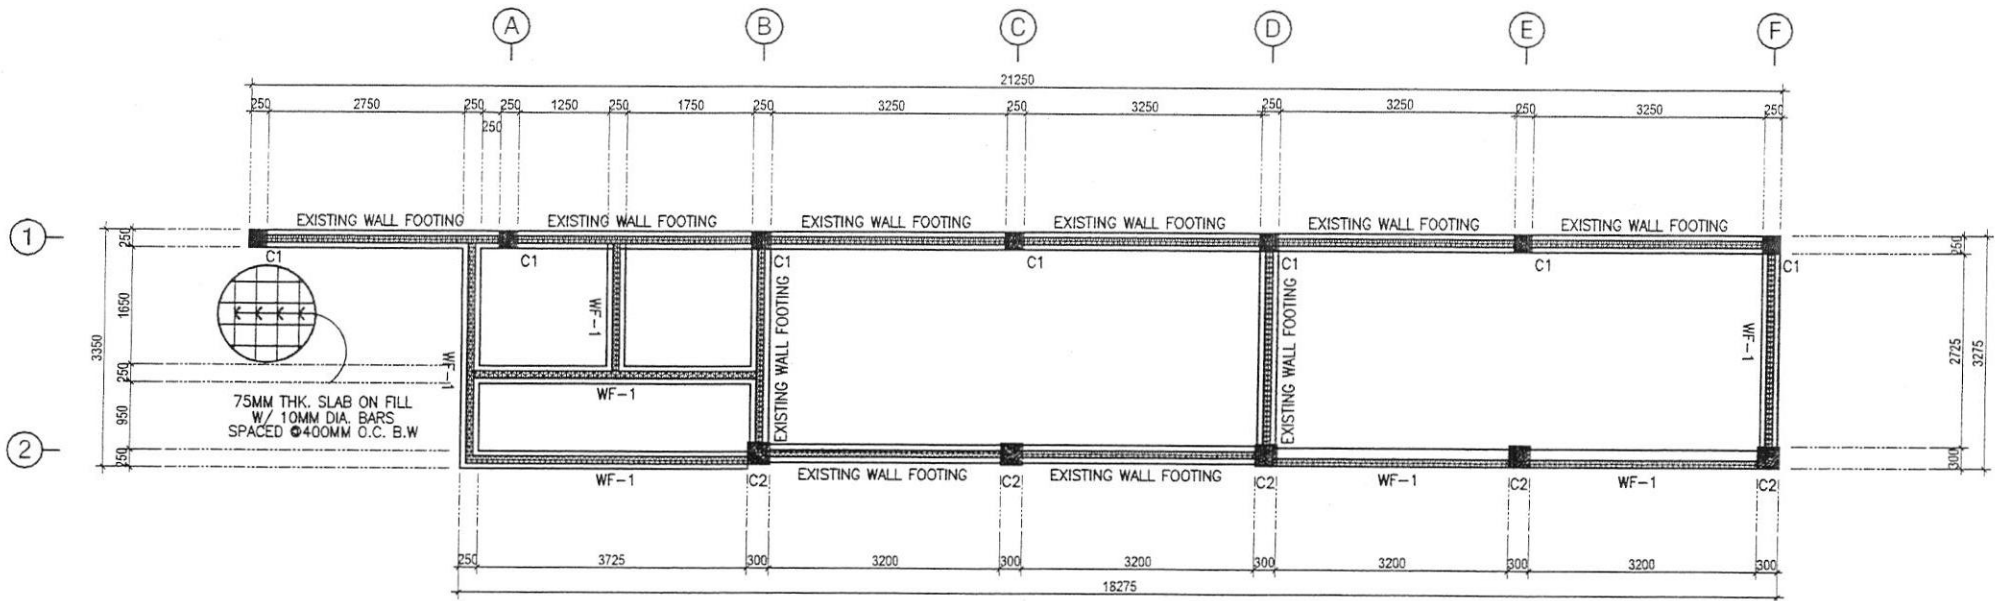 A B C D E F
21250
250 2750 250 250 1250 250 1750 250 3250 250 3250 250 3250 250 3250 250
250
EXISTING WALL FOOTING EXISTING WALL FOOTING EXISTING WALL FOOTING EXISTING WALL FOOTING EXISTING WALL FOOTING EXISTING WALL FOOTING
1
250
C1 C1 C1 C1 C1 C1 C1
1650
3350
250
950
250
WF-1
WF-1
EXISTING WALL FOOTING
EXISTING WALL FOOTING
WF-1
2725
3275
300
WF-1
75MM THK. SLAB ON FILL
W/ 10MM DIA. BARS
SPACED @400MM O.C. B.W
2
WF-1 C2 EXISTING WALL FOOTING C2 EXISTING WALL FOOTING C2 WF-1 C2 WF-1 C2
250 3725 300 3200 300 3200 300 3200 300 3200 300
18275